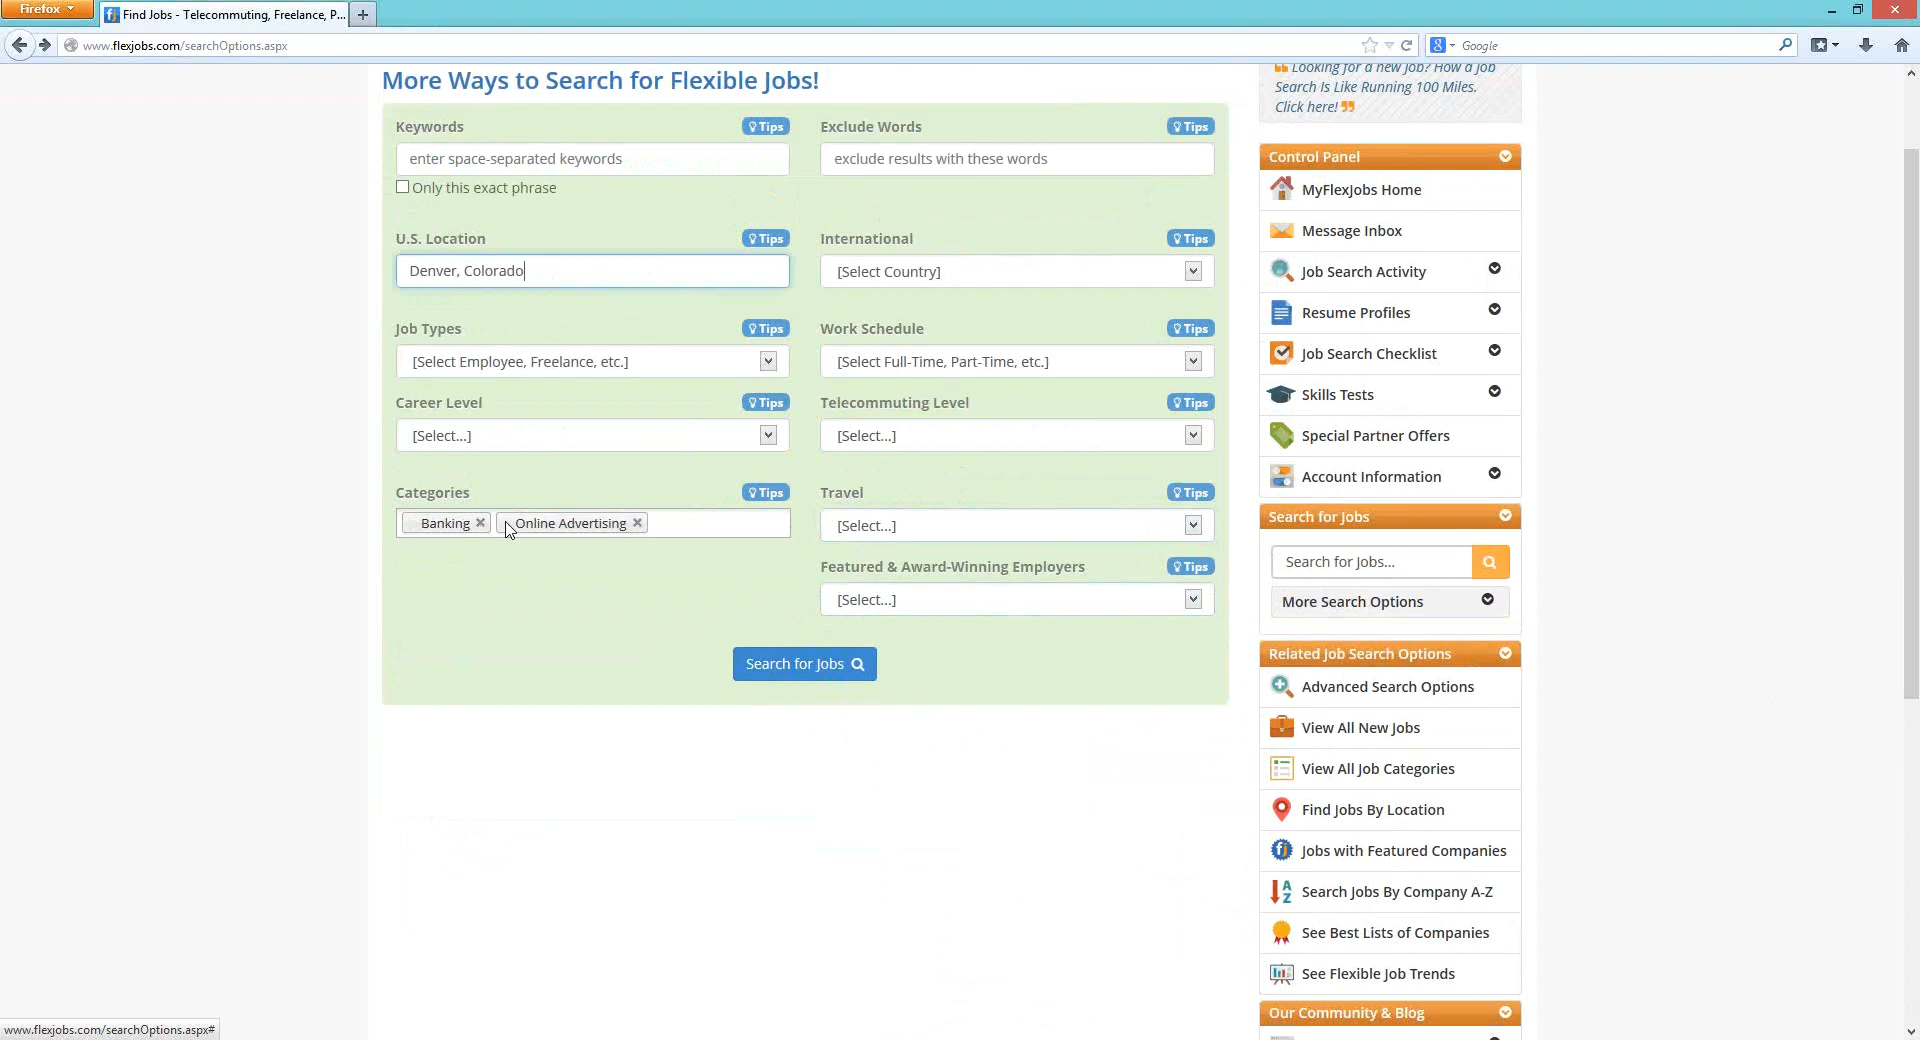 Firefox
Find Jobs - Telecommuting, Freelance, P...
www.flexjobs.com/searchOptions.aspx
Google
More Ways to Search for Flexible Jobs!
Keywords
Tips
Exclude Words
Tips
enter space-separated keywords
exclude results with these words
Only this exact phrase
U.S. Location
Tips
International
Tips
Denver, Colorado
[Select Country]
Job Types
Tips
Work Schedule
Tips
[Select Employee, Freelance, etc.]
[Select Full-Time, Part-Time, etc.]
Career Level
Tips
Telecommuting Level
Tips
[Select...]
[Select...]
Categories
Tips
Travel
Tips
Banking
Online Advertising
[Select...]
Featured & Award-Winning Employers
Tips
[Select...]
Search for Jobs
Looking for a new job? How a Job
Search Is Like Running 100 Miles.
Click here!
Control Panel
MyFlexJobs Home
Message Inbox
Job Search Activity
Resume Profiles
Job Search Checklist
Skills Tests
Special Partner Offers
Account Information
Search for Jobs
Search for Jobs...
More Search Options
Related Job Search Options
Advanced Search Options
View All New Jobs
View All Job Categories
Find Jobs By Location
Jobs with Featured Companies
Search Jobs By Company A-Z
See Best Lists of Companies
See Flexible Job Trends
Our Community & Blog
www.flexjobs.com/searchOptions.aspx#